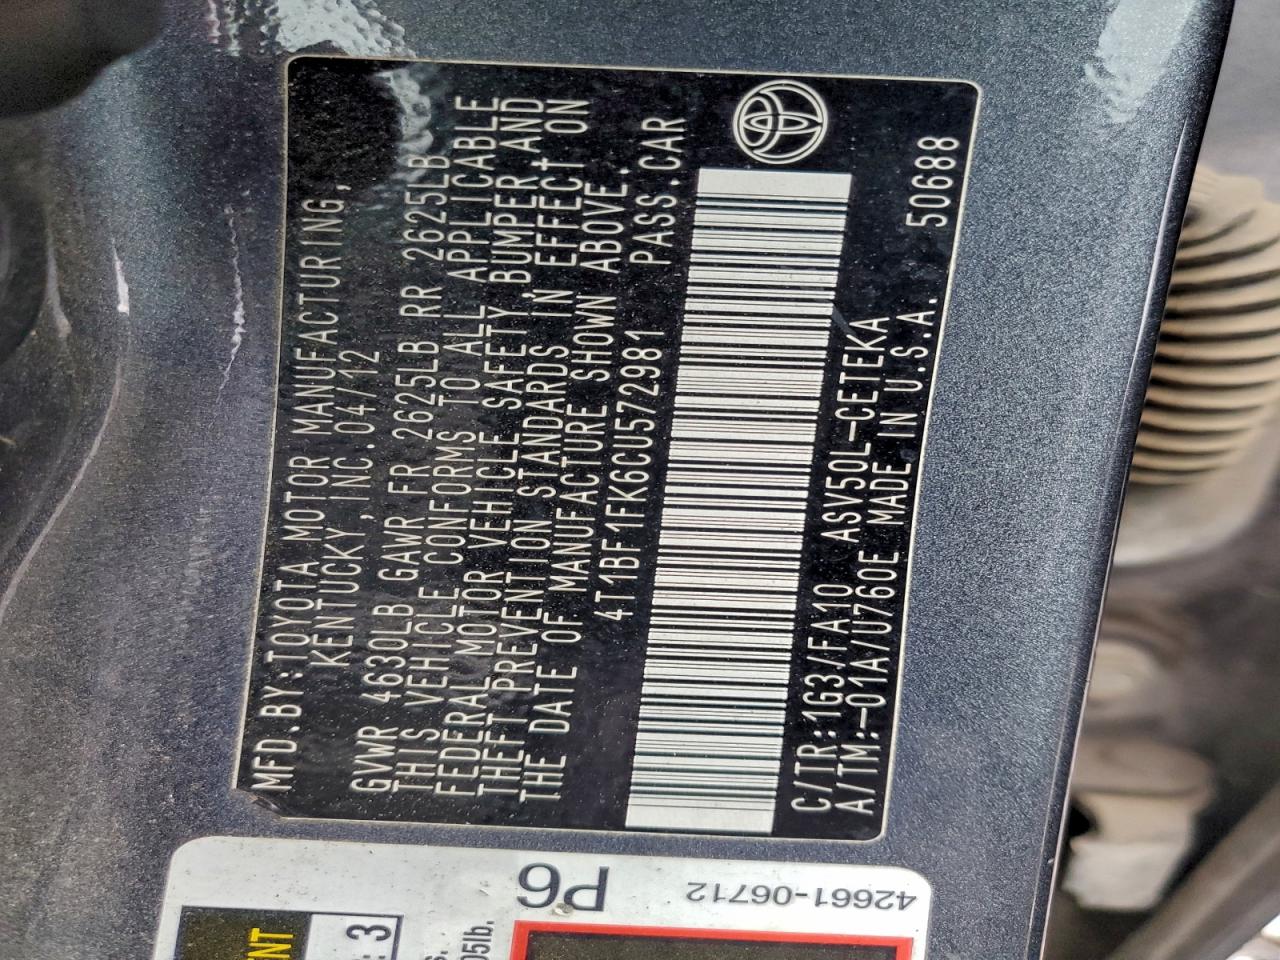 MFD.BY:TOYOTA MOTOR MANUFACTURING,
KENTUCKY,INC.04/12
GVWR 4630LB GAWR FR 2625LB RR 2625LB
THIS VEHICLE CONFORMS TO ALL APPLICABLE
FEDERAL MOTOR VEHICLE SAFETY,BUMPER,AND
THEFT PREVENTION STANDARDS IN EFFECT ON
THE DATE OF MANUFACTURE SHOWN ABOVE.
4T1BF1FK6CU572981 PASS.CAR
C/TR:1G3/FA10 ASV50L-CETEKA
A/TM:-01A/U760E MADE IN U.S.A. 50688
P6
42661-06712
: 3
05lb.